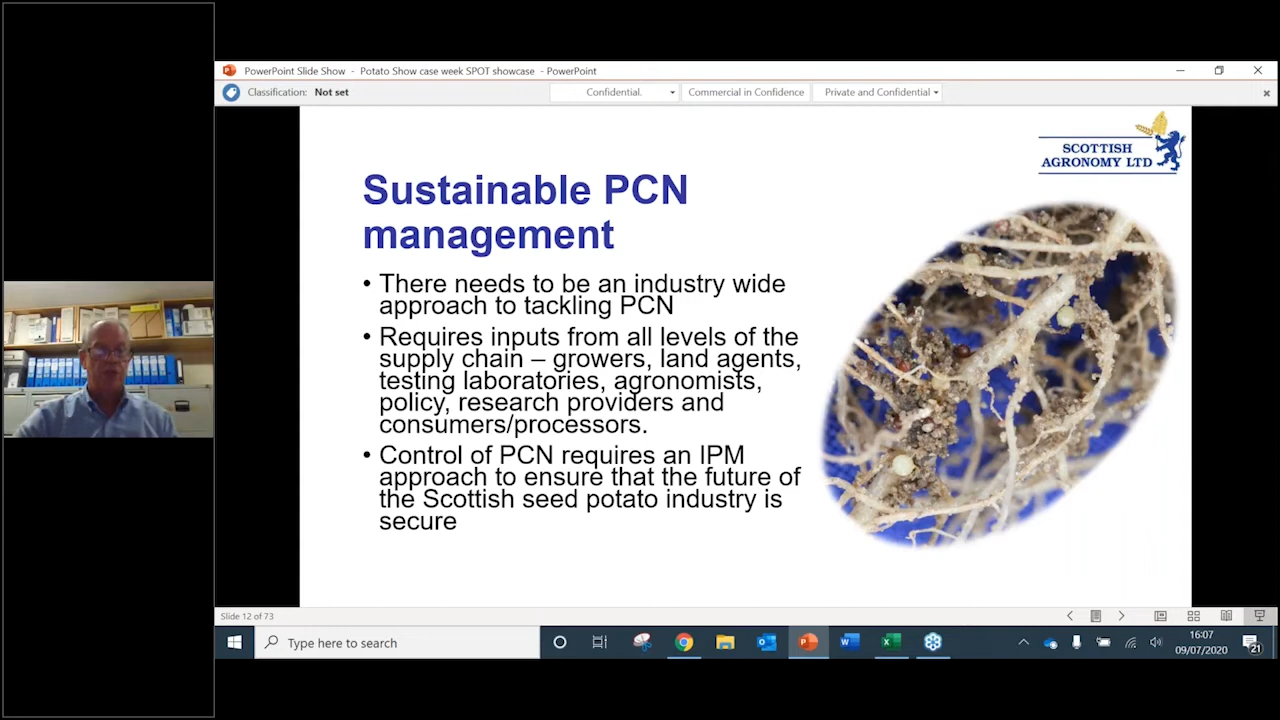 PowerPoint Slide Show - Potato Show case week SPOT showcase - PowerPoint
Classification: Not set
Confidential.
Commercial in Confidence
Private and Confidential
SCOTTISH
AGRONOMY LTD
Sustainable PCN
management
• There needs to be an industry wide
approach to tackling PCN
• Requires inputs from all levels of the
supply chain – growers, land agents,
testing laboratories, agronomists,
policy, research providers and
consumers/processors.
• Control of PCN requires an IPM
approach to ensure that the future of
the Scottish seed potato industry is
secure
Slide 12 of 73
Type here to search
16:07
09/07/2020
21